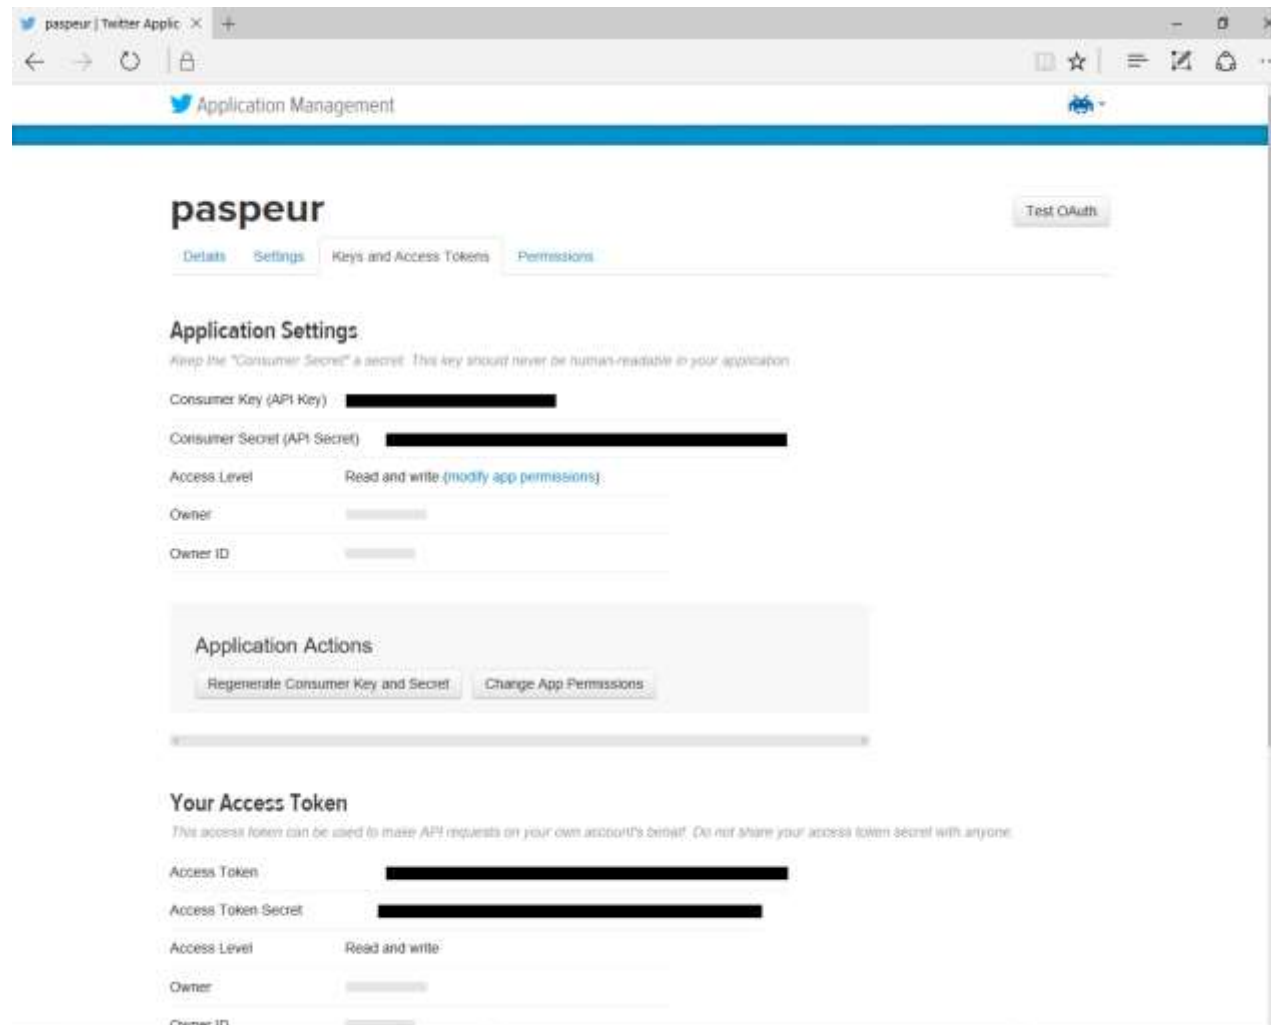 paspeur | Twitter Applic
Application Management
paspeur
Test OAuth
Details Settings Keys and Access Tokens Permissions
Application Settings
Keep the "Consumer Secret" a secret. This key should never be human-readable in your application.
Consumer Key (API Key)
Consumer Secret (API Secret)
Access Level Read and write (modify app permissions)
Owner
Owner ID
Application Actions
Regenerate Consumer Key and Secret Change App Permissions
Your Access Token
This access token can be used to make API requests on your own account's behalf. Do not share your access token secret with anyone.
Access Token
Access Token Secret
Access Level Read and write
Owner
Owner ID